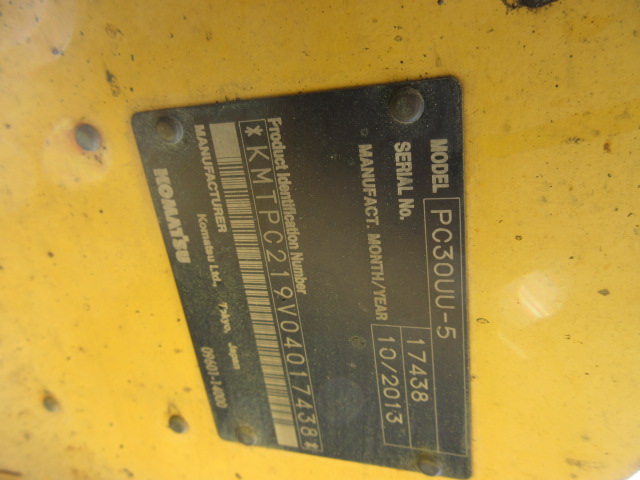 MODEL PC30UU-5
SERIAL No. 17438
MANUFACT. MONTH/YEAR 10/2013
Product Identification Number
*KMTPC219V04017438*
MANUFACTURER Komatsu Ltd., Tokyo, Japan
KOMATSU